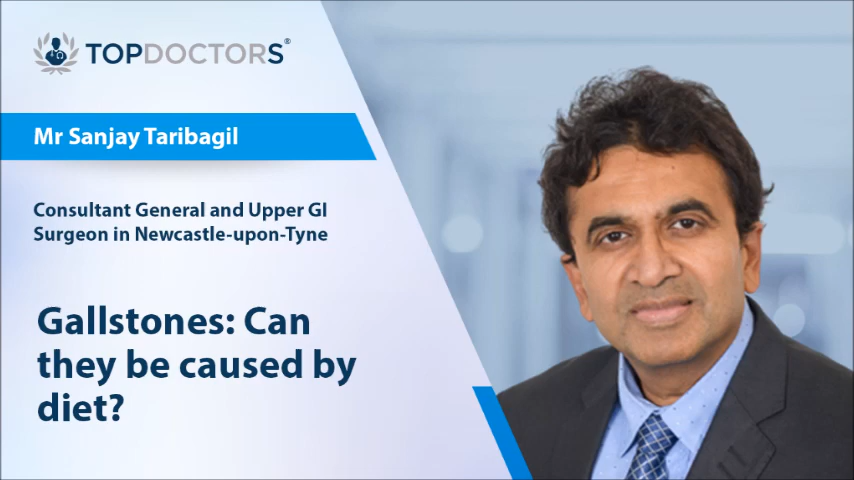 TOPDOCTORS®
Mr Sanjay Taribagil
Consultant General and Upper GI
Surgeon in Newcastle-upon-Tyne
Gallstones: Can
they be caused by
diet?